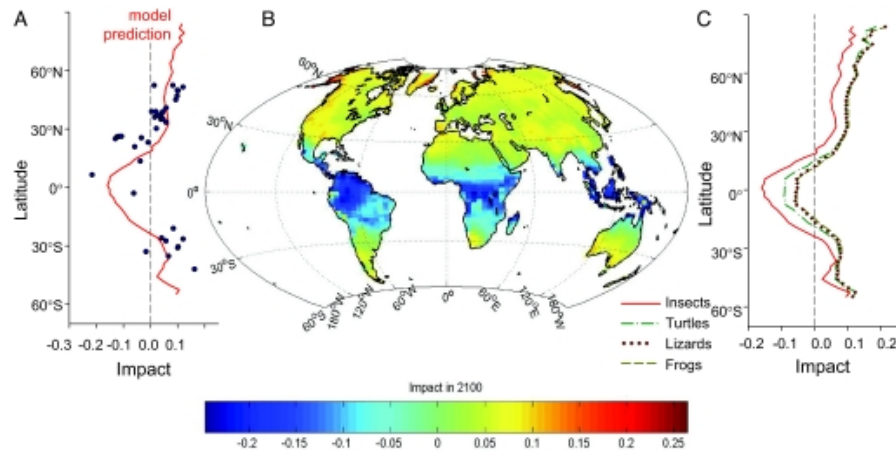 A
model
prediction
B
C
60°N
30°N
0°
30°S
60°S
Latitude
-0.3
-0.2
-0.1
0.0
0.1
Impact
60°N
30°N
0°
30°S
60°S
180°W
120°W
60°W
0°
60°E
120°E
180°W
60°N
30°N
0°
30°S
60°S
Latitude
Insects
Turtles
Lizards
Frogs
-0.2
-0.1
0.0
0.1
0.2
Impact
Impact in 2100
-0.2
-0.15
-0.1
-0.05
0
0.05
0.1
0.15
0.2
0.25